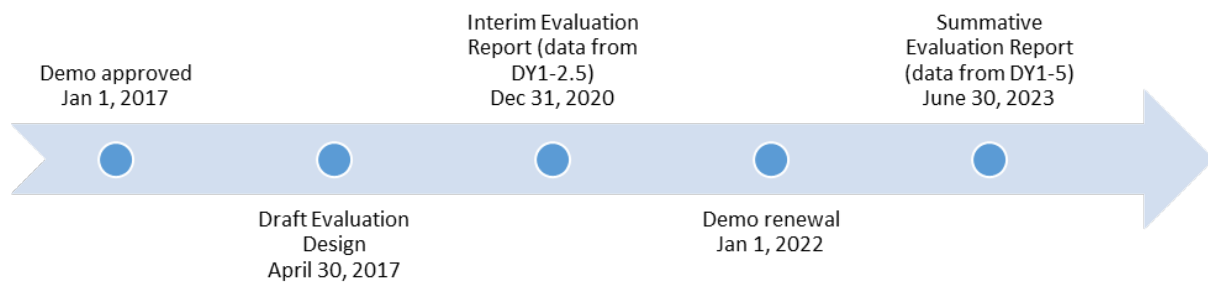 Demo approved
Jan 1, 2017
Draft Evaluation
Design
April 30, 2017
Interim Evaluation
Report (data from
DY1-2.5)
Dec 31, 2020
Demo renewal
Jan 1, 2022
Summative
Evaluation Report
(data from DY1-5)
June 30, 2023